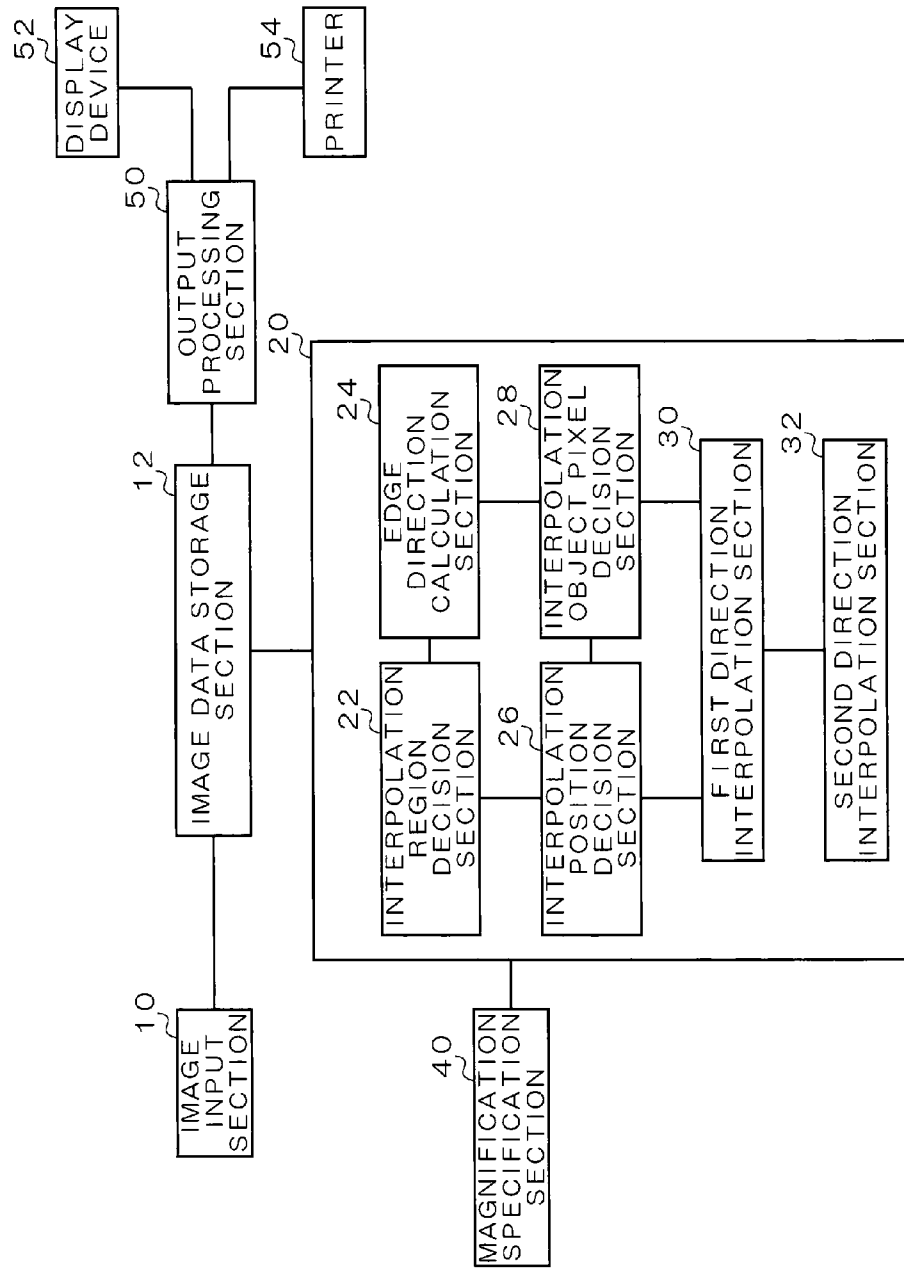 10
IMAGE
INPUT
SECTION
12
IMAGE DATA STORAGE
SECTION
50
OUTPUT
PROCESSING
SECTION
52
DISPLAY
DEVICE
54
PRINTER
40
MAGNIFICATION
SPECIFICATION
SECTION
20
22
INTERPOLATION
REGION
DECISION
SECTION
24
EDGE
DIRECTION
CALCULATION
SECTION
26
INTERPOLATION
POSITION
DECISION
SECTION
28
INTERPOLATION
OBJECT PIXEL
DECISION
SECTION
30
FIRST DIRECTION
INTERPOLATION SECTION
32
SECOND DIRECTION
INTERPOLATION SECTION